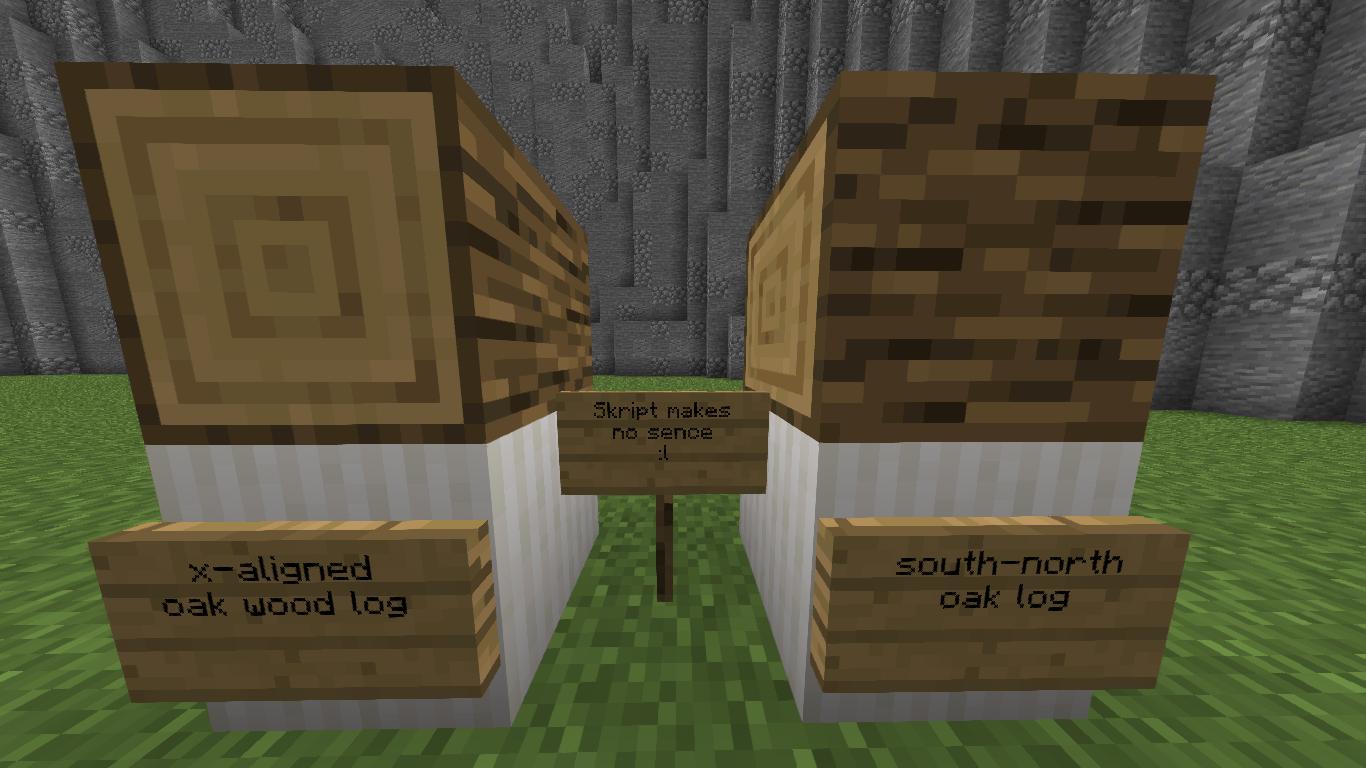 Skript makes
no sence
:(
x-aligned
oak wood log
south-north
oak log